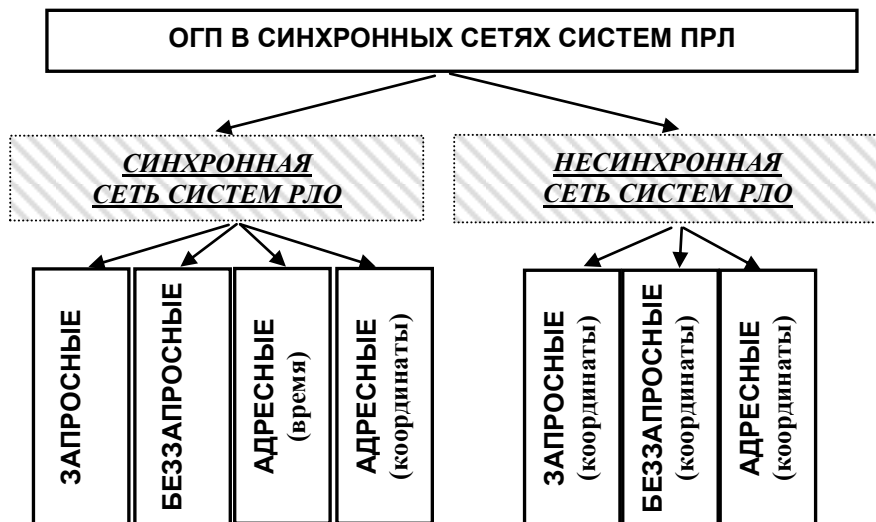 ОГП В СИНХРОННЫХ СЕТЯХ СИСТЕМ ПРЛ
СИНХРОННАЯ
СЕТЬ СИСТЕМ РЛО
НЕСИНХРОННАЯ
СЕТЬ СИСТЕМ РЛО
ЗАПРОСНЫЕ
БЕЗЗАПРОСНЫЕ
АДРЕСНЫЕ
(время)
АДРЕСНЫЕ
(координаты)
ЗАПРОСНЫЕ
(координаты)
БЕЗЗАПРОСНЫЕ
(координаты)
АДРЕСНЫЕ
(координаты)